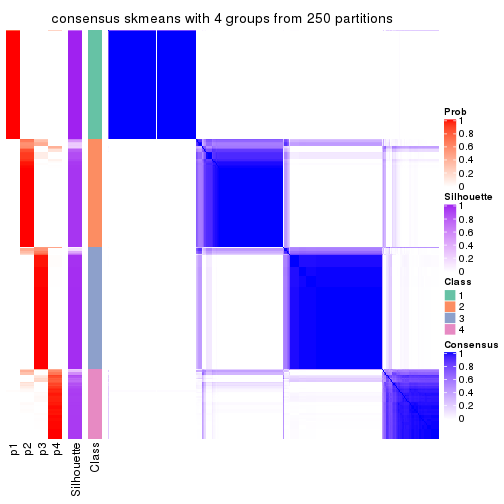 consensus skmeans with 4 groups from 250 partitions
Prob
1
0.8
0.6
0.4
0.2
0
Silhouette
1
0.8
0.6
0.4
0.2
0
Class
1
2
3
4
Consensus
1
0.8
0.6
0.4
0.2
0
p1
p2
p3
p4
Silhouette
Class